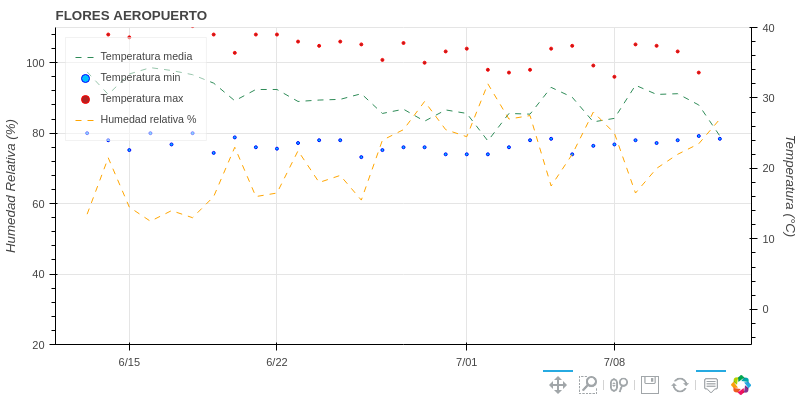 FLORES AEROPUERTO
Temperatura media
Temperatura min
Temperatura max
Humedad relativa %
Humedad Relativa (%)
100
80
60
40
20
Temperatura (°C)
40
30
20
10
0
6/15
6/22
7/01
7/08